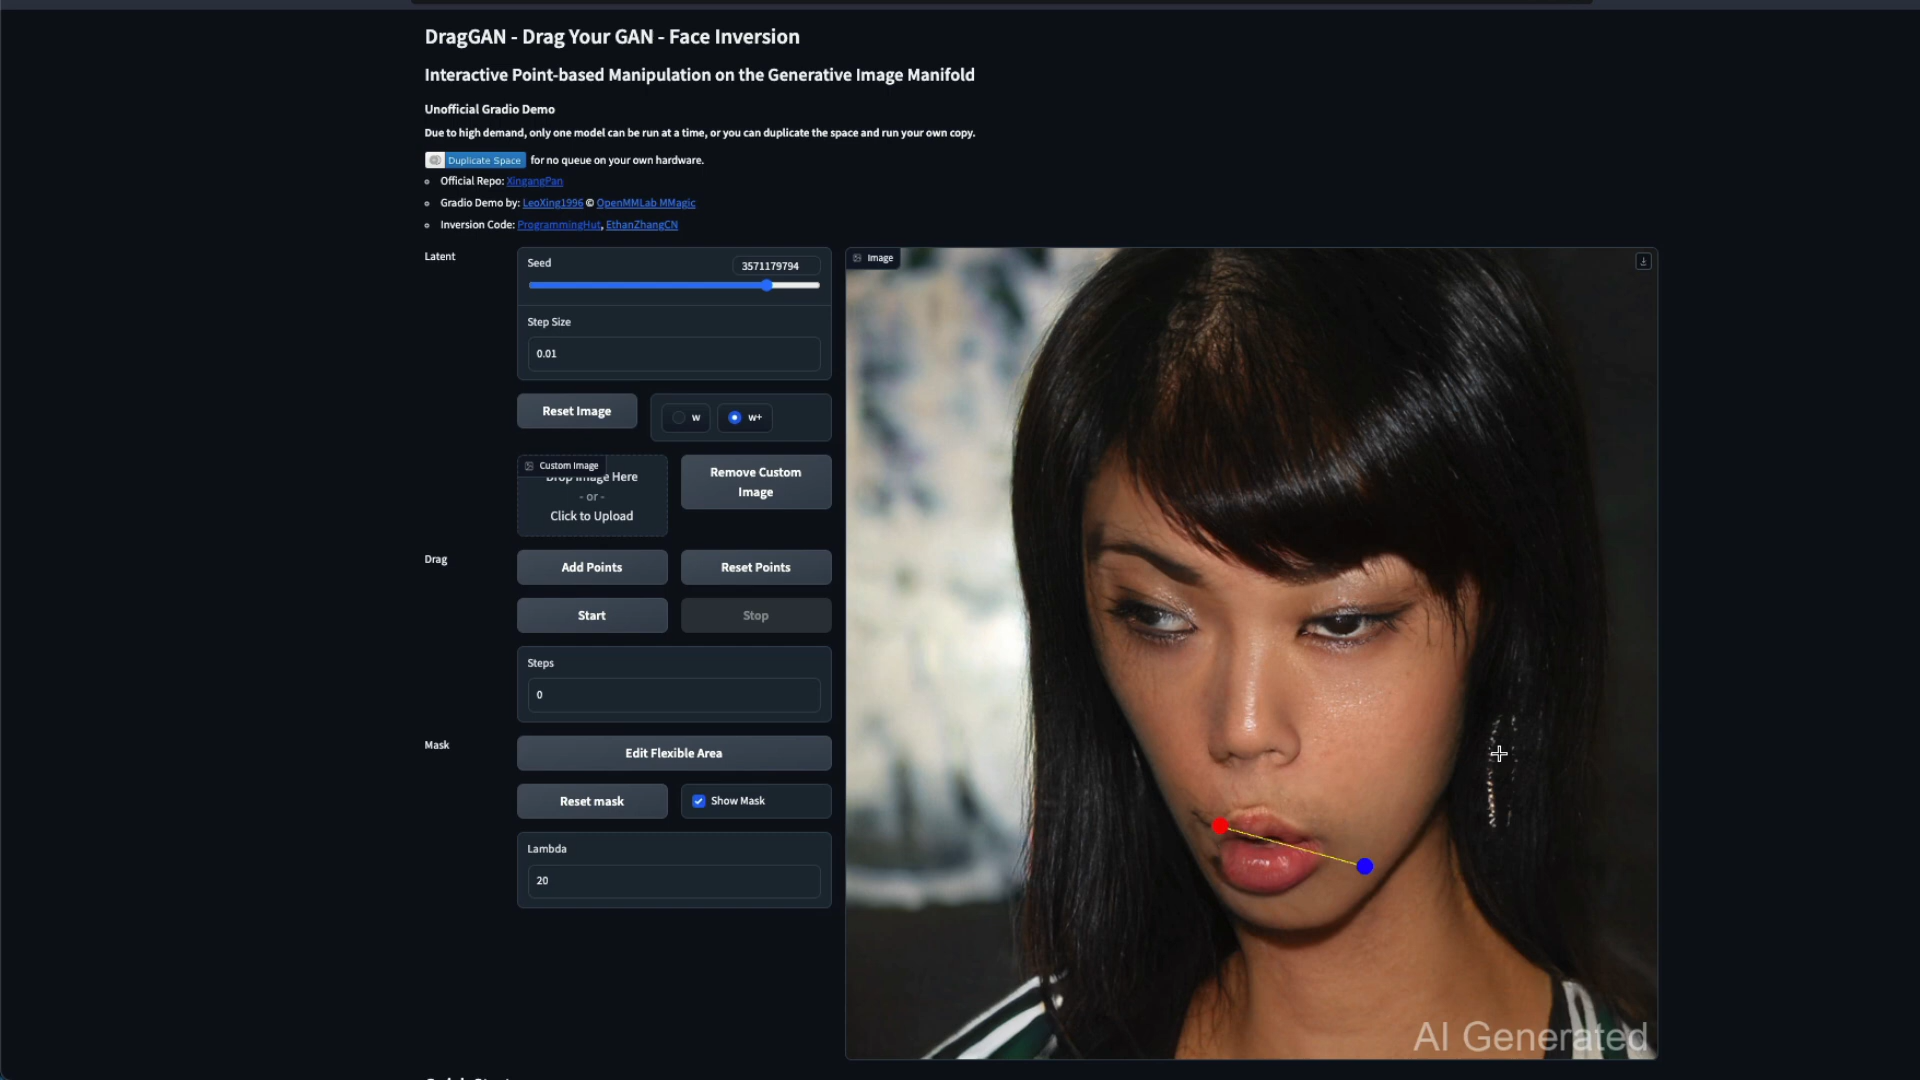 DragGAN - Drag Your GAN - Face Inversion
Interactive Point-based Manipulation on the Generative Image Manifold
Unofficial Gradio Demo
Due to high demand, only one model can be run at a time, or you can duplicate the space and run your own copy.
Duplicate Space for no queue on your own hardware.
Official Repo: XingangPan
Gradio Demo by: LeoXing1996 © OpenMMLab MMagic
Inversion Code: ProgrammingHut, EthanZhangCN
Latent
Seed
3571179794
Step Size
0.01
Reset Image
w
w+
Custom Image
Drop Image Here
- or -
Click to Upload
Remove Custom
Image
Drag
Add Points
Reset Points
Start
Stop
Steps
0
Mask
Edit Flexible Area
Reset mask
Show Mask
Lambda
20
Image
AI Generated